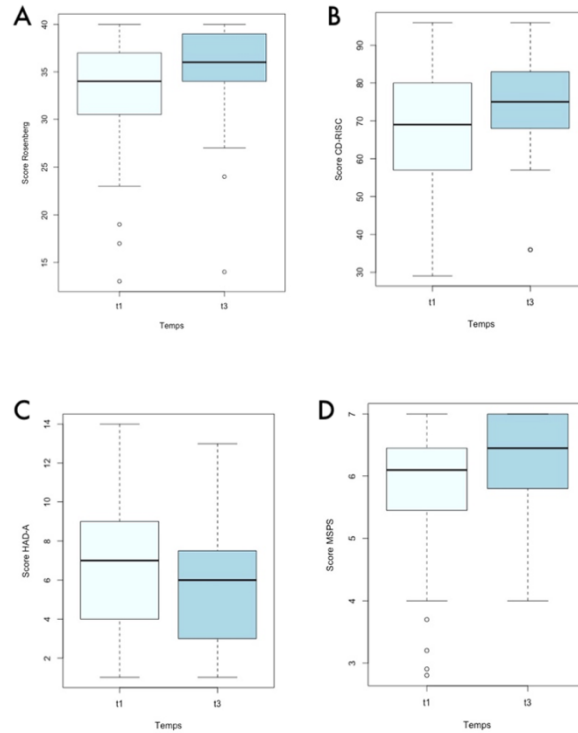 A
Score Rosenberg
40
35
30
25
20
15
t1
t3
Temps
B
Score CD-RISC
90
80
70
60
50
40
30
t1
t3
Temps
C
Score HAD-A
14
12
10
8
6
4
2
t1
t3
Temps
D
Score MSPS
7
6
5
4
3
t1
t3
Temps